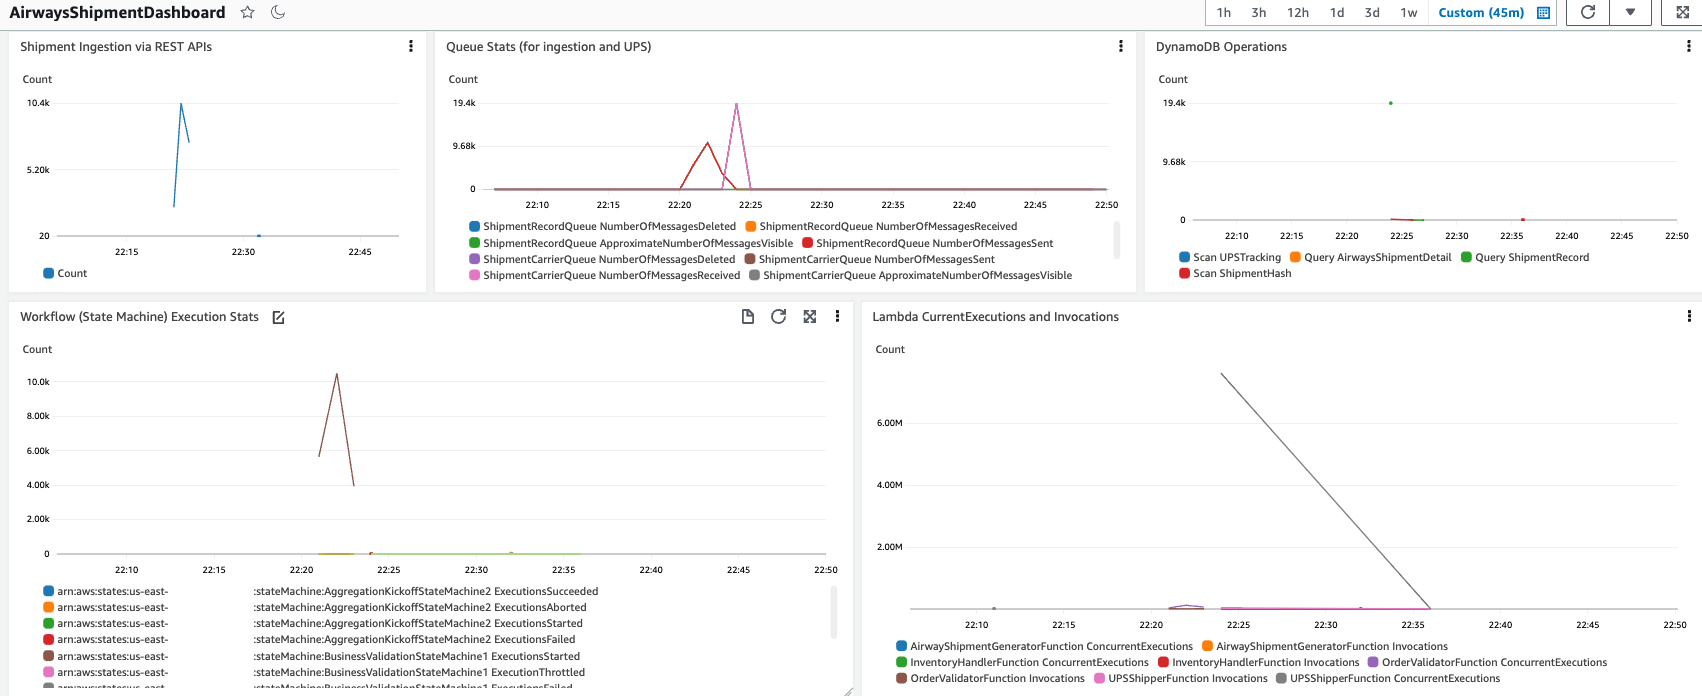 AirwaysShipmentDashboard
1h 3h 12h 1d 3d 1w Custom (45m)
Shipment Ingestion via REST APIs
Count
10.4k
5.20k
20
22:15 22:30 22:45
Count
Queue Stats (for ingestion and UPS)
Count
19.4k
9.68k
0
22:10 22:15 22:20 22:25 22:30 22:35 22:40 22:45 22:50
ShipmentRecordQueue NumberOfMessagesDeleted ShipmentRecordQueue NumberOfMessagesReceived
ShipmentRecordQueue ApproximateNumberOfMessagesVisible ShipmentRecordQueue NumberOfMessagesSent
ShipmentCarrierQueue NumberOfMessagesDeleted ShipmentCarrierQueue NumberOfMessagesSent
ShipmentCarrierQueue NumberOfMessagesReceived ShipmentCarrierQueue ApproximateNumberOfMessagesVisible
DynamoDB Operations
Count
19.4k
9.68k
0
22:10 22:15 22:20 22:25 22:30 22:35 22:40 22:45 22:50
Scan UPSTracking Query AirwaysShipmentDetail Query ShipmentRecord
Scan ShipmentHash
Workflow (State Machine) Execution Stats
Count
10.0k
8.00k
6.00k
4.00k
2.00k
0
22:10 22:15 22:20 22:25 22:30 22:35 22:40 22:45 22:50
arn:aws:states:us-east- :stateMachine:AggregationKickoffStateMachine2 ExecutionsSucceeded
arn:aws:states:us-east- :stateMachine:AggregationKickoffStateMachine2 ExecutionsAborted
arn:aws:states:us-east- :stateMachine:AggregationKickoffStateMachine2 ExecutionsStarted
arn:aws:states:us-east- :stateMachine:AggregationKickoffStateMachine2 ExecutionsFailed
arn:aws:states:us-east- :stateMachine:BusinessValidationStateMachine1 ExecutionsStarted
arn:aws:states:us-east- :stateMachine:BusinessValidationStateMachine1 ExecutionThrottled
arn:aws:states:us-east- :stateMachine:BusinessValidationStateMachine1 ExecutionsFailed
Lambda CurrentExecutions and Invocations
Count
6.00M
4.00M
2.00M
22:10 22:15 22:20 22:25 22:30 22:35 22:40 22:45 22:50
AirwayShipmentGeneratorFunction ConcurrentExecutions AirwayShipmentGeneratorFunction Invocations
InventoryHandlerFunction ConcurrentExecutions InventoryHandlerFunction Invocations OrderValidatorFunction ConcurrentExecutions
OrderValidatorFunction Invocations UPSShipperFunction Invocations UPSShipperFunction ConcurrentExecutions